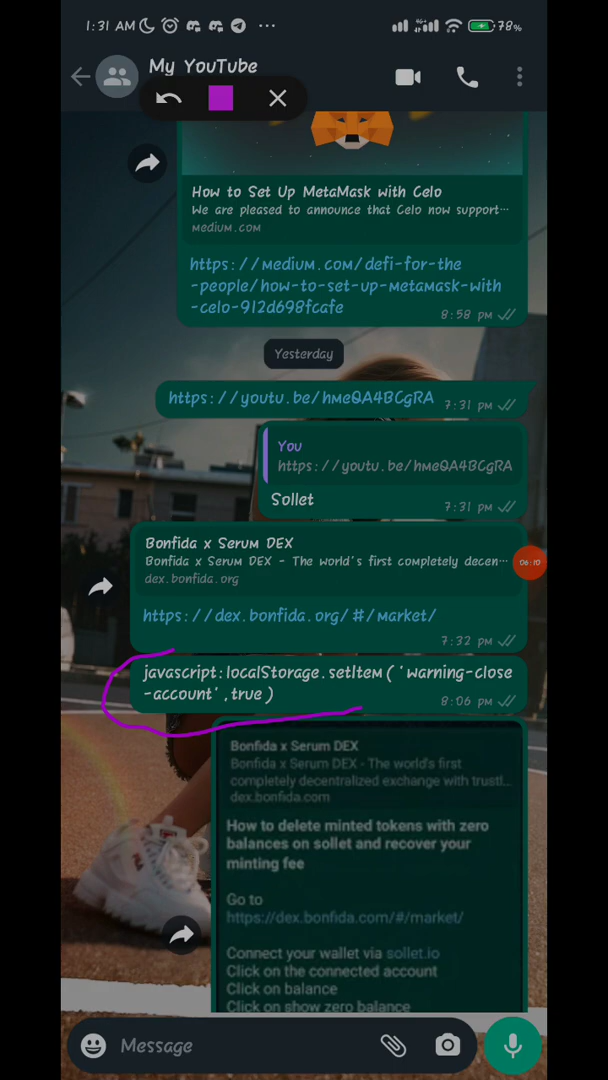 1:31 AM
78%
My YouTube
How to Set Up MetaMask with Celo
We are pleased to announce that Celo now support...
medium.com
https://medium.com/defi-for-the
-people/how-to-set-up-metamask-with
-celo-912d698fcafe
8:58 PM
Yesterday
https://youtu.be/hmeQA4BCgRA
7:31 PM
You
https://youtu.be/hmeQA4BCgRA
Sollet
7:31 PM
Bonfida x Serum DEX
Bonfida x Serum DEX - The world's first completely decen...
dex.bonfida.org
06:10
https://dex.bonfida.org/#/market/
7:32 PM
javascript:localStorage.setItem('warning-close
-account',true)
8:06 PM
Bonfida x Serum DEX
Bonfida x Serum DEX - The world's first
completely decentralized exchange with trustl...
dex.bonfida.com
How to delete minted tokens with zero
balances on sollet and recover your
minting fee
Go to
https://dex.bonfida.com/#/market/
Connect your wallet via sollet.io
Click on the connected account
Click on balance
Click on show zero balance
Message